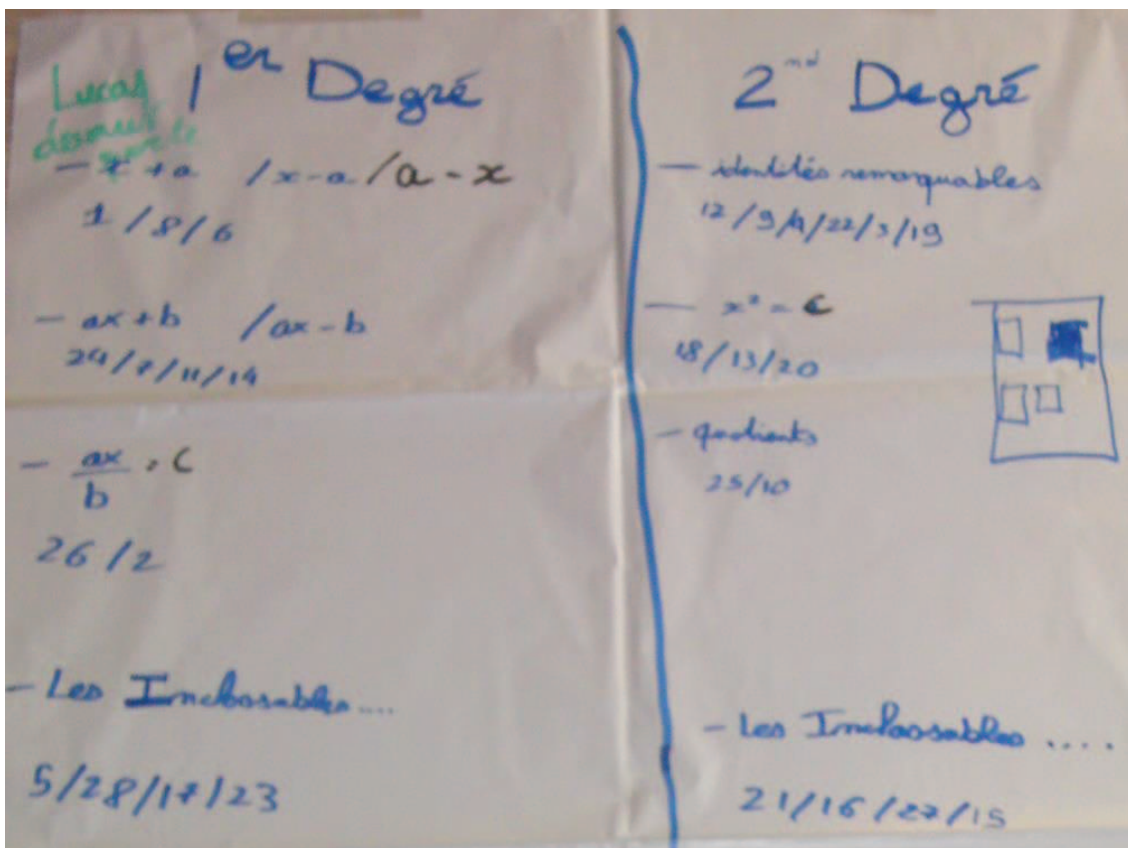 Lucas
1er Degré
- x + a / x - a / a - x
1 / 8 / 6
- ax + b / ax - b
24 / 7 / 11 / 14
- ax/b = c
26 / 2
- Les Inclassables ....
5 / 28 / 17 / 23
2nd Degré
- identités remarquables
12 / 9 / 4 / 22 / 3 / 19
- x² = c
18 / 13 / 20
- quotients
25 / 10
- Les Inclassables ....
21 / 16 / 27 / 15